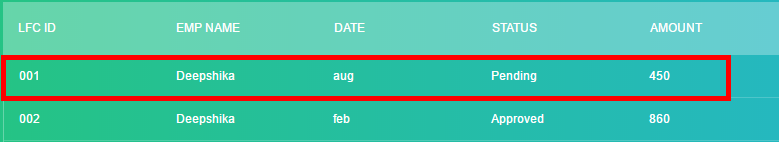 LFC ID EMP NAME DATE STATUS AMOUNT
001 Deepshika aug Pending 450
002 Deepshika feb Approved 860